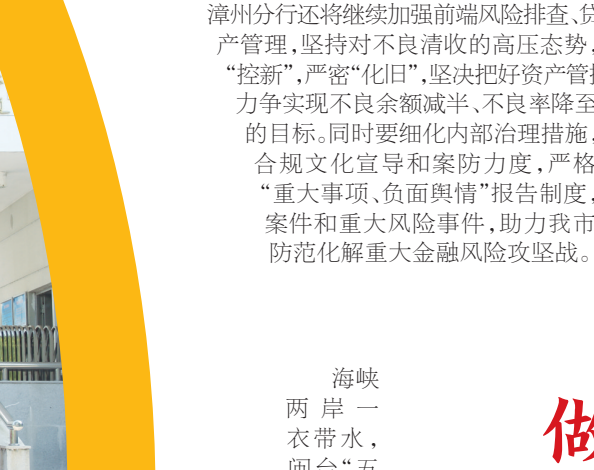 漳州分行还将继续加强前端风险排查、贷
产管理,坚持对不良清收的高压态势,
“控新”,严密“化旧”,坚决把好资产管控
力争实现不良余额减半、不良率降至
的目标。同时要细化内部治理措施,
合规文化宣导和案防力度,严格
“重大事项、负面舆情”报告制度,
案件和重大风险事件,助力我市
防范化解重大金融风险攻坚战。
海峡
两岸一
衣带水,
闽台“五
做